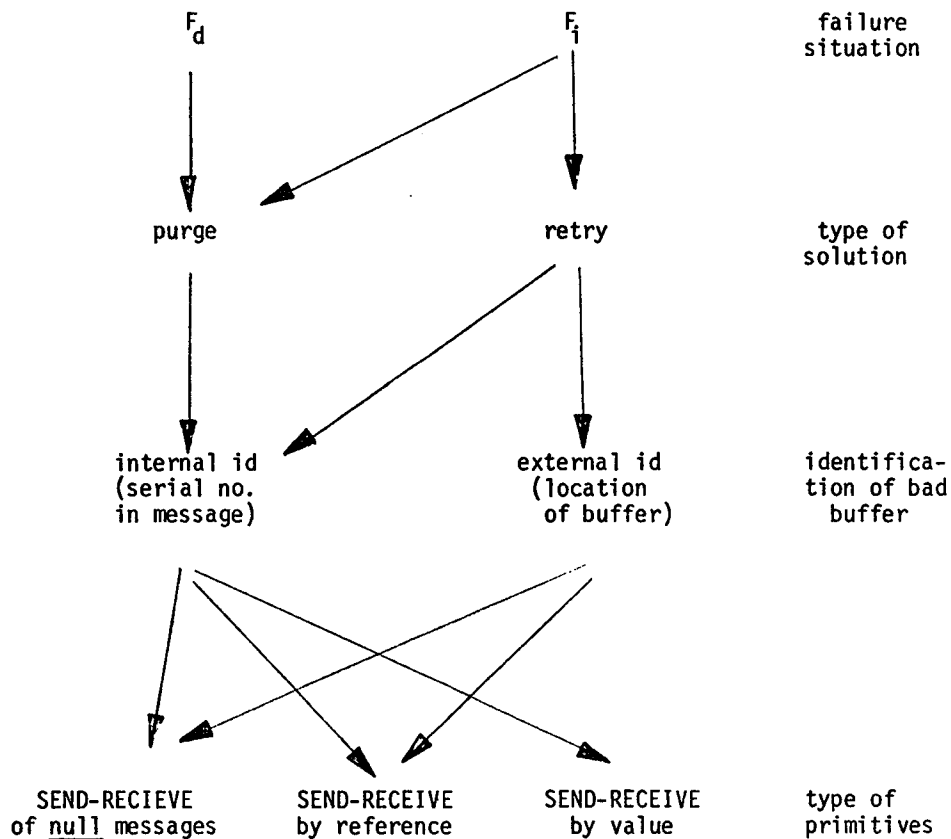 F_d F_i failure
situation
purge retry type of
solution
internal id external id identifica-
(serial no. (location tion of bad
in message) of buffer) buffer
SEND-RECIEVE SEND-RECEIVE SEND-RECEIVE type of
of null messages by reference by value primitives